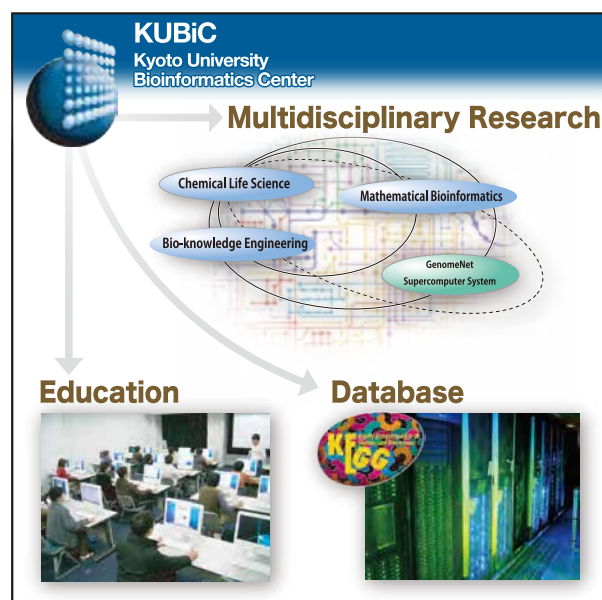 KUBiC
Kyoto University
Bioinformatics Center
Multidisciplinary Research
Chemical Life Science
Mathematical Bioinformatics
Bio-knowledge Engineering
GenomeNet
Supercomputer System
Education
Database
KEGG